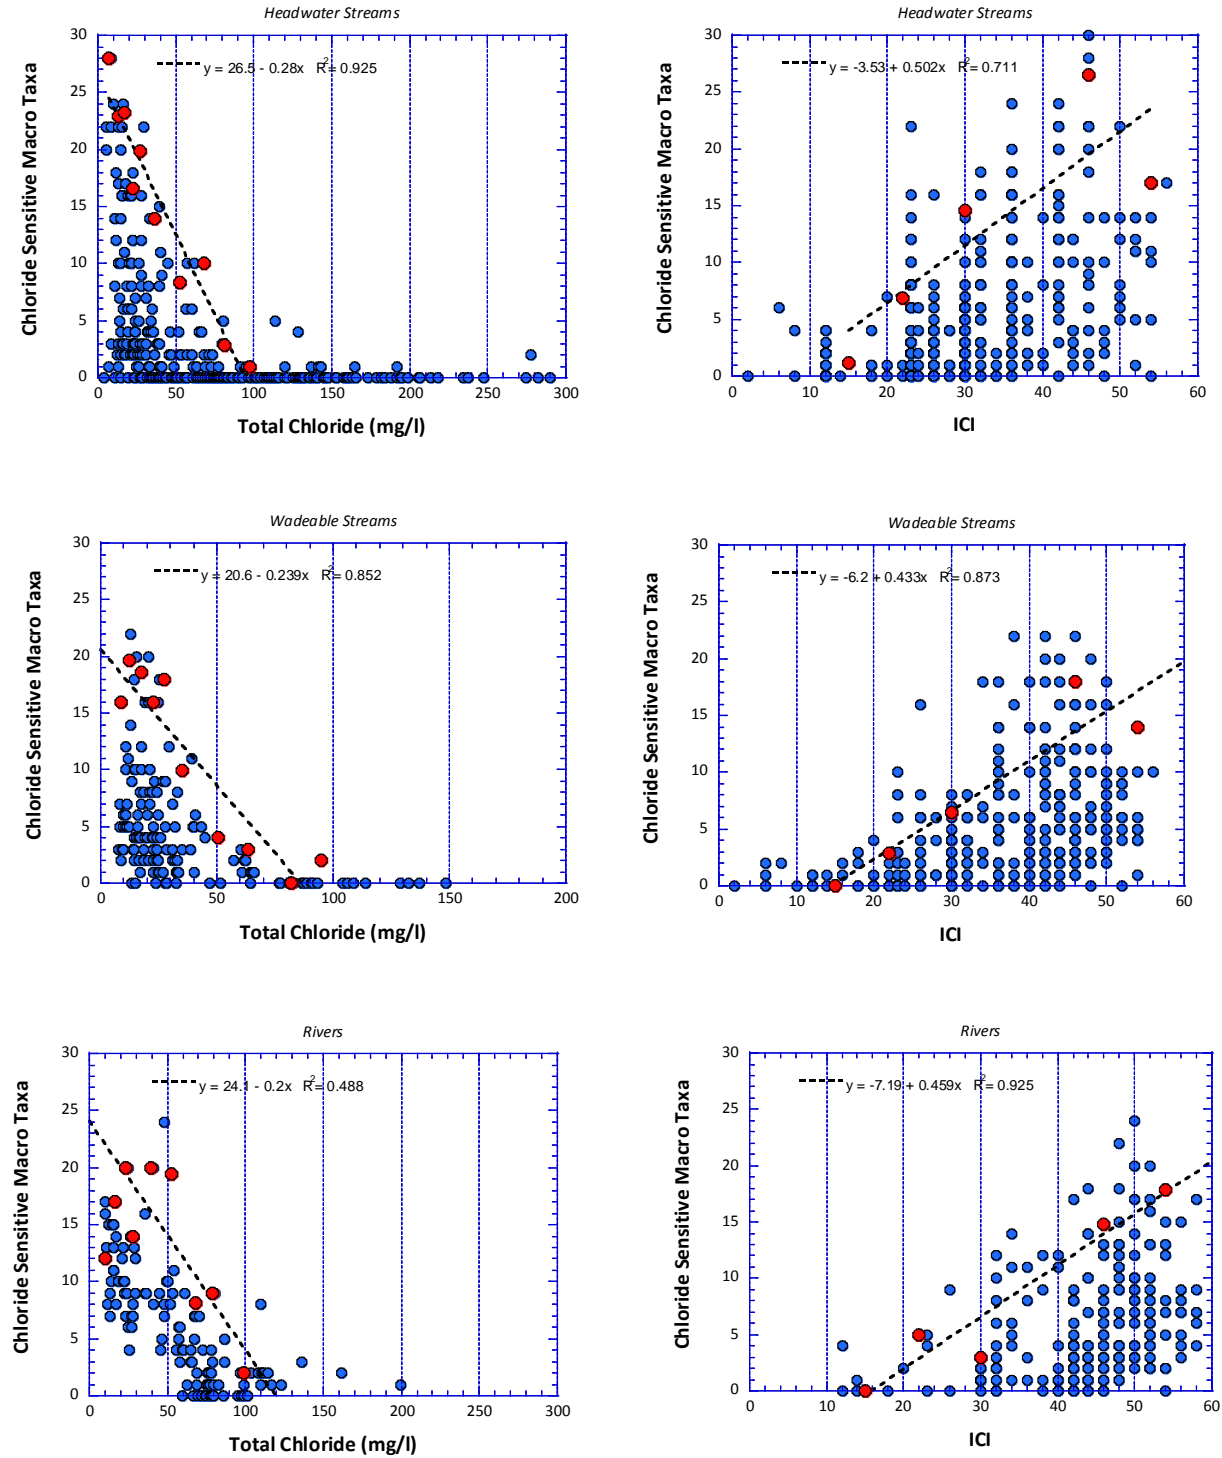 Headwater Streams
y = 26.5 - 0.28x R2= 0.925
Chloride Sensitive Macro Taxa
30
25
20
15
10
5
0
0 50 100 150 200 250 300
Total Chloride (mg/l)
Headwater Streams
y = -3.53 + 0.502x R2= 0.711
Chloride Sensitive Macro Taxa
30
25
20
15
10
5
0
0 10 20 30 40 50 60
ICI
Wadeable Streams
y = 20.6 - 0.239x R2= 0.852
Chloride Sensitive Macro Taxa
30
25
20
15
10
5
0
0 50 100 150 200
Total Chloride (mg/l)
Wadeable Streams
y = -6.2 + 0.433x R2= 0.873
Chloride Sensitive Macro Taxa
30
25
20
15
10
5
0
0 10 20 30 40 50 60
ICI
Rivers
y = 24.1 - 0.2x R2= 0.488
Chloride Sensitive Macro Taxa
30
25
20
15
10
5
0
0 50 100 150 200 250 300
Total Chloride (mg/l)
Rivers
y = -7.19 + 0.459x R2= 0.925
Chloride Sensitive Macro Taxa
30
25
20
15
10
5
0
0 10 20 30 40 50 60
ICI